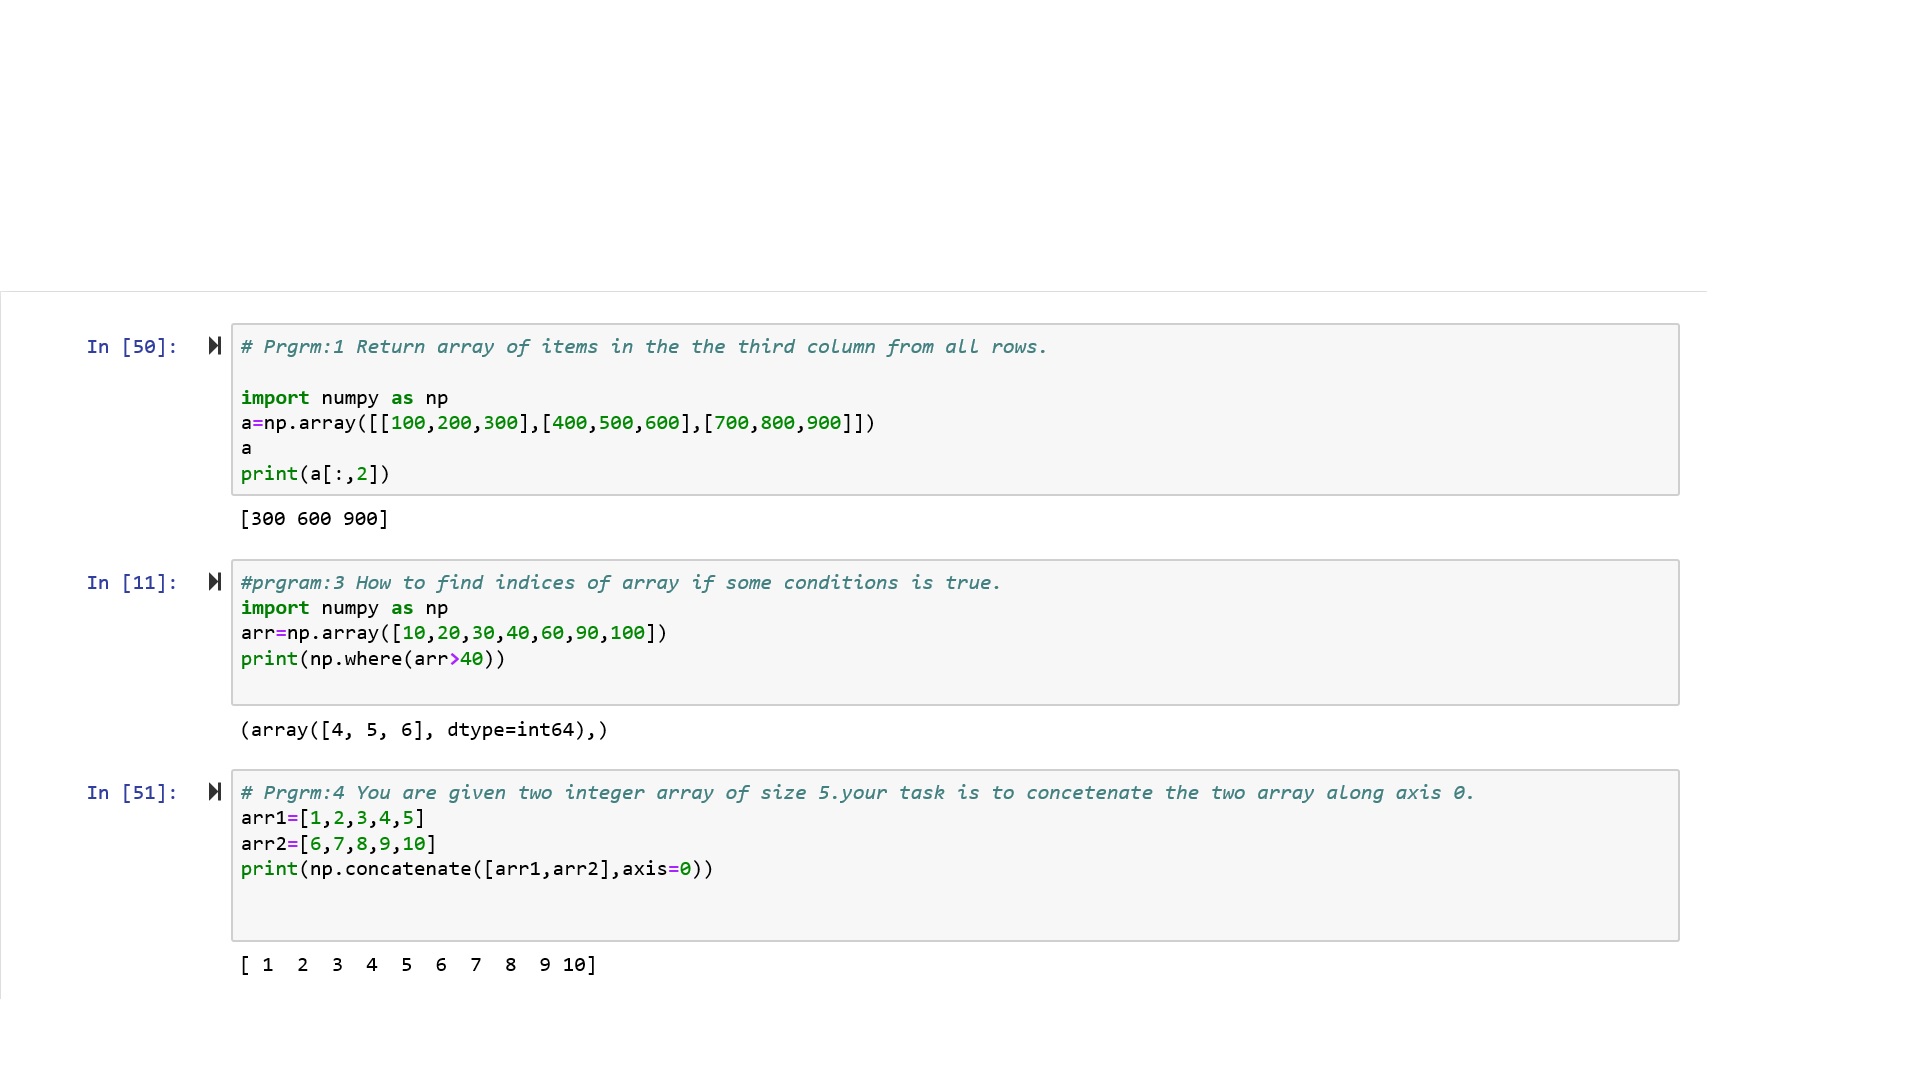 In [50]:
# Prgrm:1 Return array of items in the the third column from all rows.
import numpy as np
a=np.array([[100,200,300],[400,500,600],[700,800,900]])
a
print(a[:,2])
[300 600 900]
In [11]:
#prgram:3 How to find indices of array if some conditions is true.
import numpy as np
arr=np.array([10,20,30,40,60,90,100])
print(np.where(arr>40))
(array([4, 5, 6], dtype=int64),)
In [51]:
# Prgrm:4 You are given two integer array of size 5.your task is to concetenate the two array along axis 0.
arr1=[1,2,3,4,5]
arr2=[6,7,8,9,10]
print(np.concatenate([arr1,arr2],axis=0))
[ 1  2  3  4  5  6  7  8  9 10]